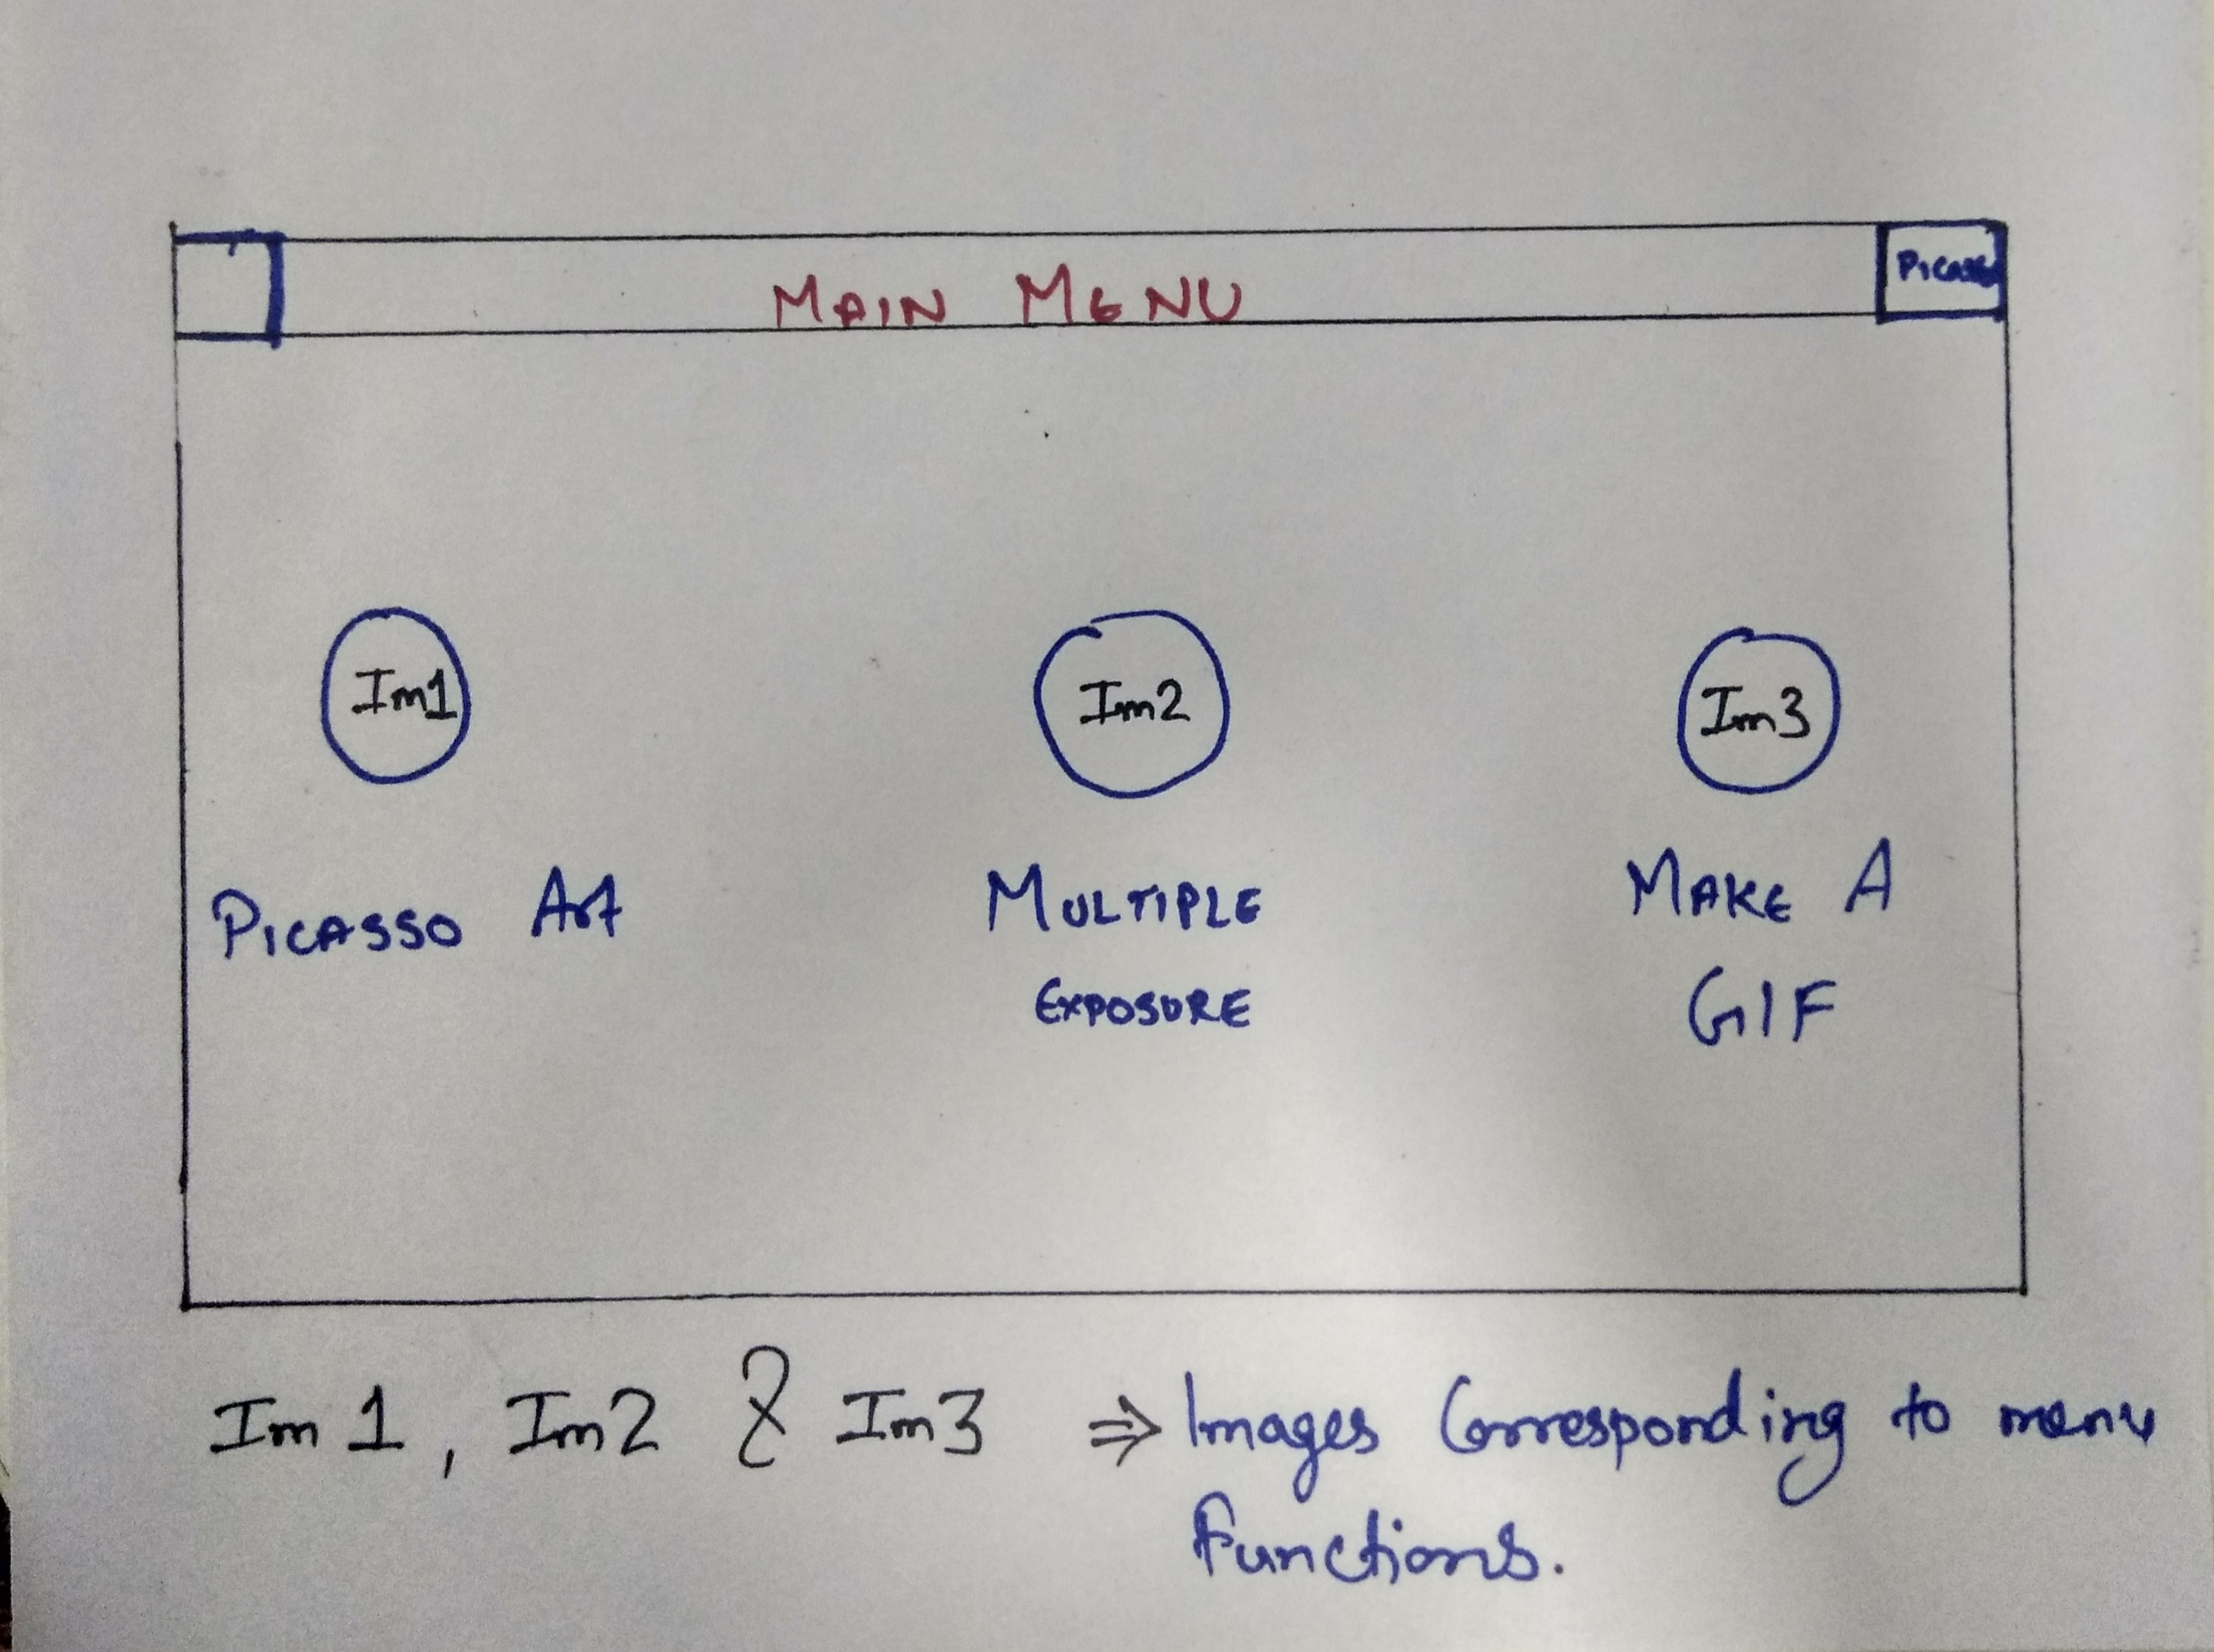 MAIN MENU
Picasso
Im1
Im2
Im3
PICASSO Art
MULTIPLE
EXPOSURE
MAKE A
GIF
Im 1, Im2 & Im3 ⇒ Images Corresponding to menu
functions.